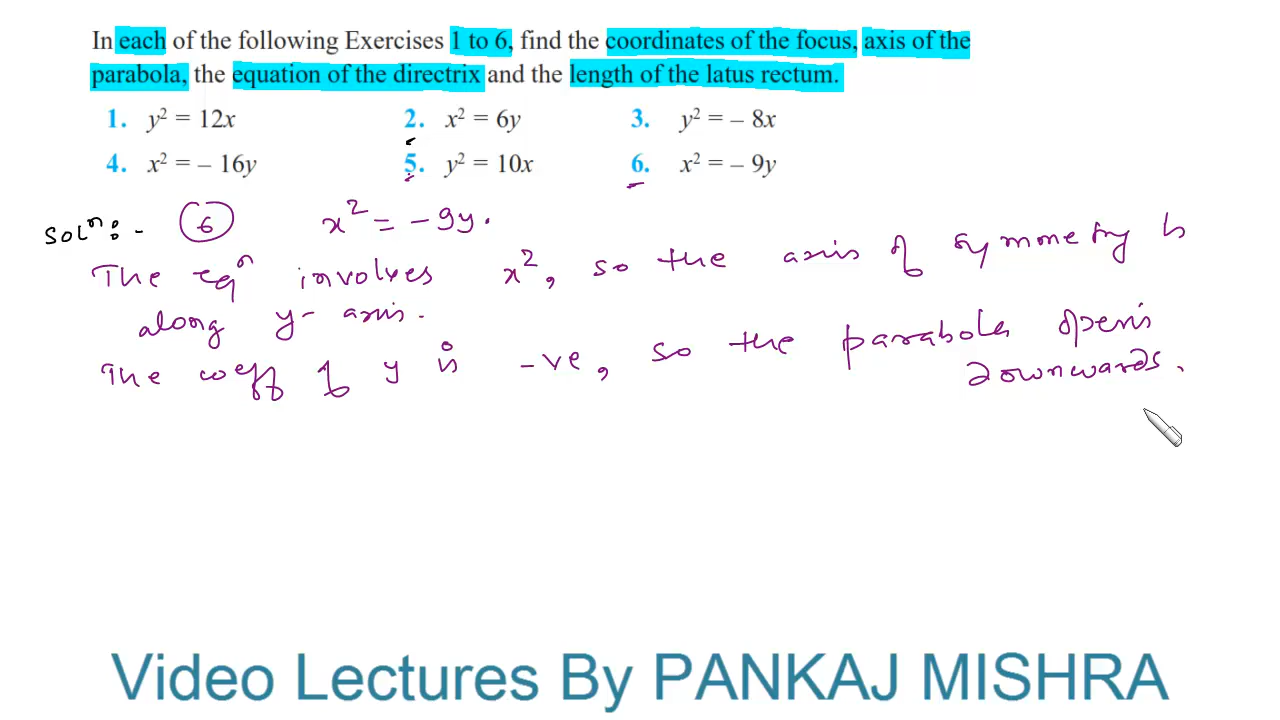 In each of the following Exercises 1 to 6, find the coordinates of the focus, axis of the
parabola, the equation of the directrix and the length of the latus rectum.
1. y² = 12x 2. x² = 6y 3. y² = – 8x
4. x² = – 16y 5. y² = 10x 6. x² = – 9y
Solⁿ:- 6 x² = -9y.
The eqⁿ involves x², so the axis of symmetry is
along y-axis.
The coeff of y is -ve, so the parabola opens
downwards.
Video Lectures By PANKAJ MISHRA